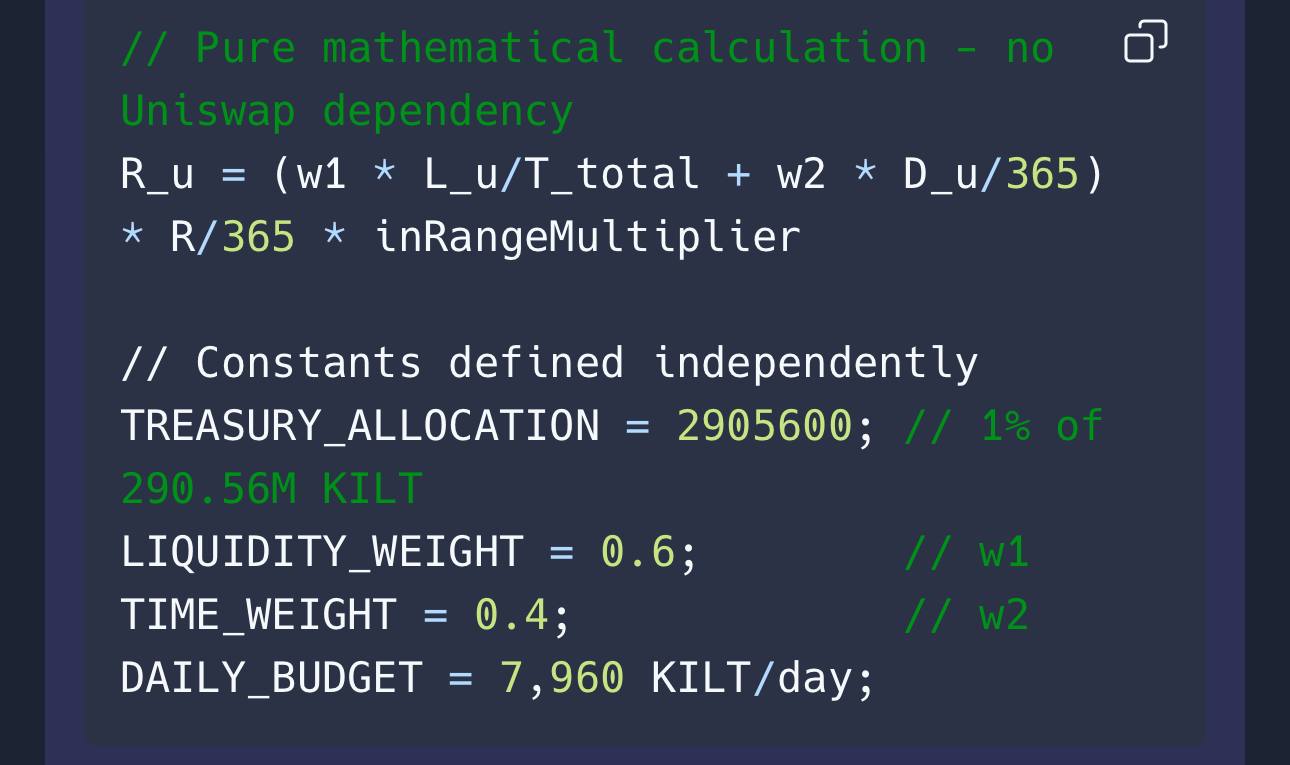 // Pure mathematical calculation - no
Uniswap dependency
R_u = (w1 * L_u/T_total + w2 * D_u/365)
* R/365 * inRangeMultiplier
// Constants defined independently
TREASURY_ALLOCATION = 2905600; // 1% of
290.56M KILT
LIQUIDITY_WEIGHT = 0.6;        // w1
TIME_WEIGHT = 0.4;             // w2
DAILY_BUDGET = 7,960 KILT/day;